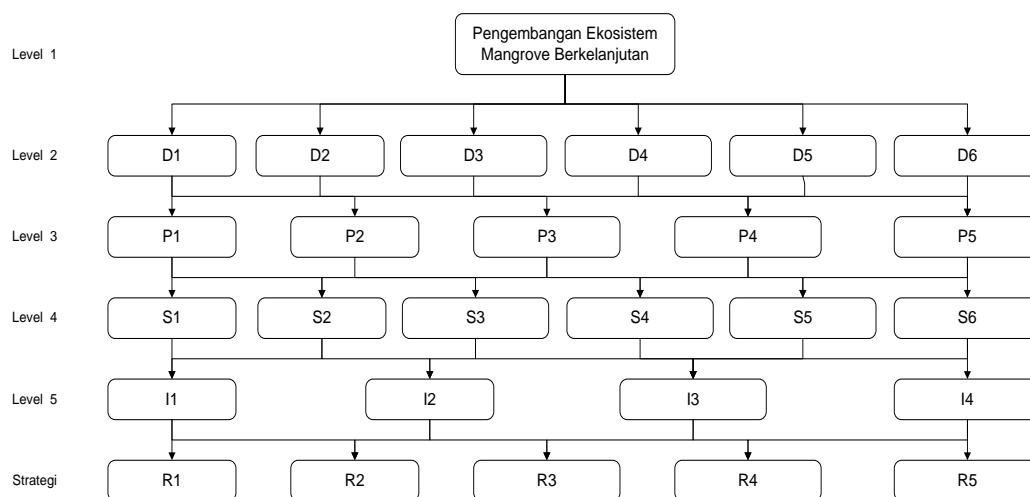 Pengembangan Ekosistem
Mangrove Berkelanjutan
Level 1
D1 D2 D3 D4 D5 D6
Level 2
P1 P2 P3 P4 P5
Level 3
S1 S2 S3 S4 S5 S6
Level 4
I1 I2 I3 I4
Level 5
R1 R2 R3 R4 R5
Strategi